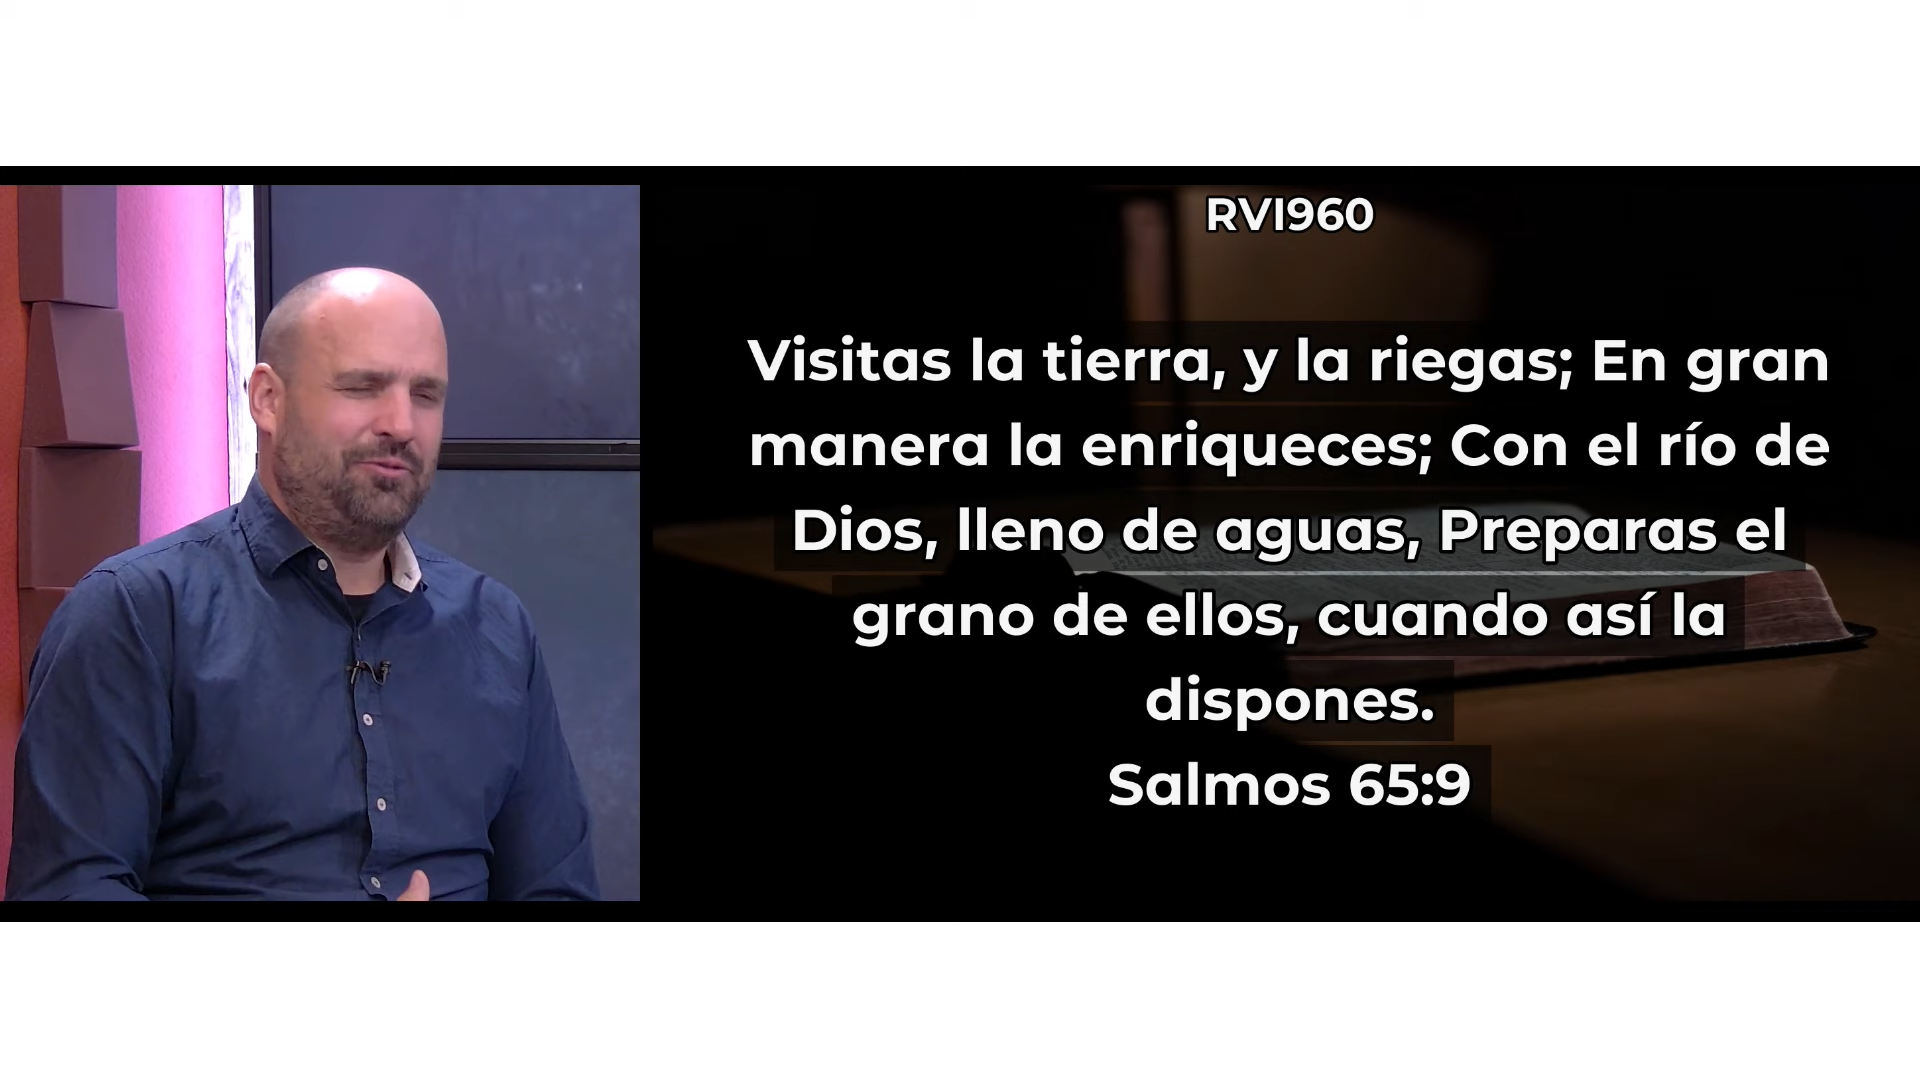 RV1960
Visitas la tierra, y la riegas; En gran
manera la enriqueces; Con el río de
Dios, lleno de aguas, Preparas el
grano de ellos, cuando así la
dispones.
Salmos 65:9